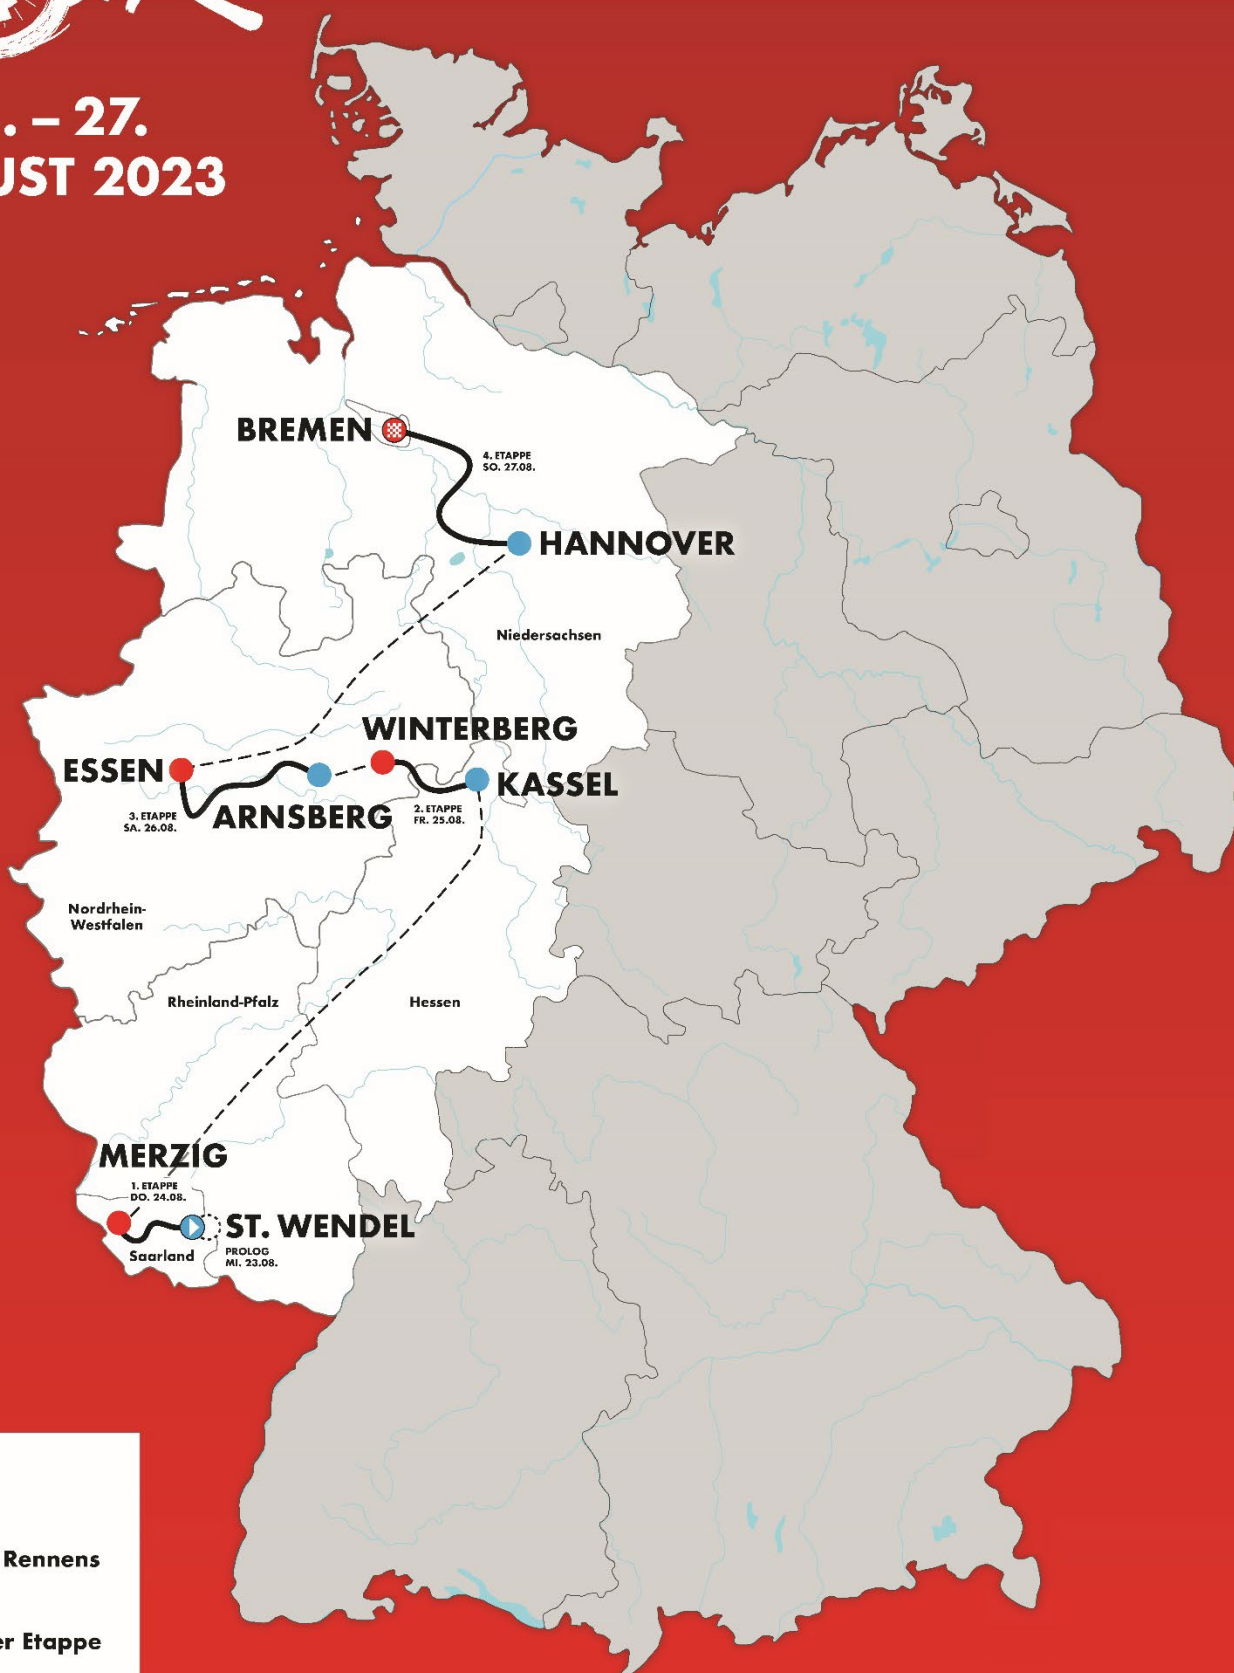 . – 27.
UST 2023
BREMEN
4. ETAPPE
SO. 27.08.
HANNOVER
Niedersachsen
WINTERBERG
ESSEN
KASSEL
ARNSBERG
3. ETAPPE
SA. 26.08.
2. ETAPPE
FR. 25.08.
Nordrhein-
Westfalen
Rheinland-Pfalz
Hessen
MERZIG
1. ETAPPE
DO. 24.08.
ST. WENDEL
Saarland
PROLOG
MI. 23.08.
Rennens
er Etappe